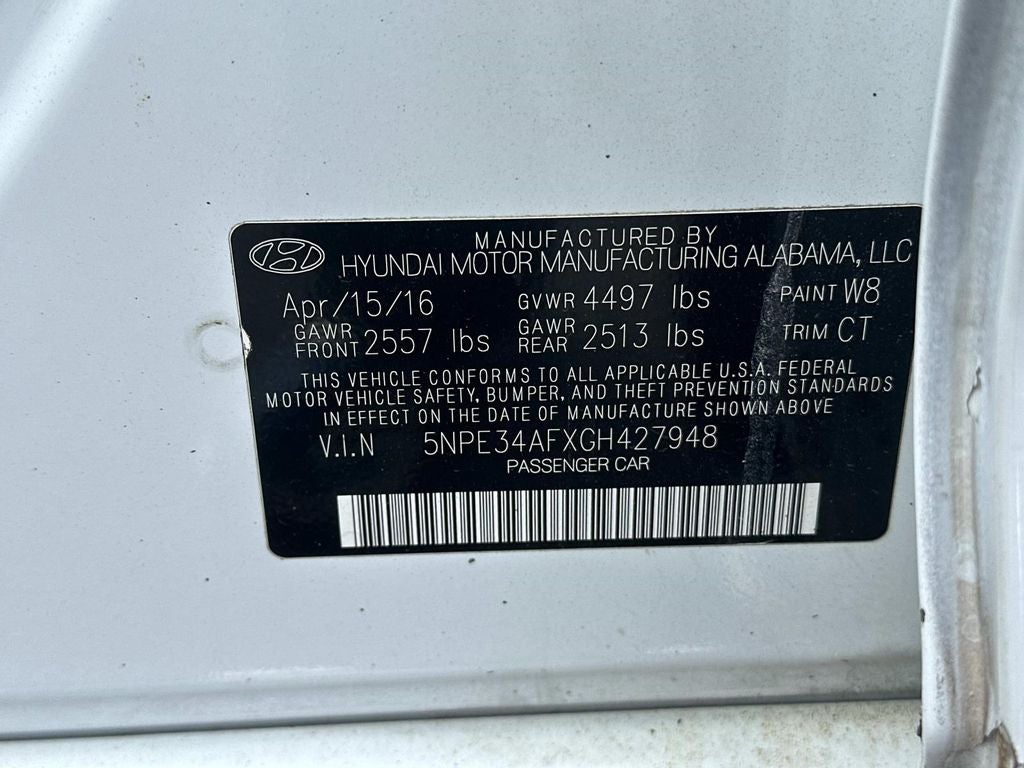 MANUFACTURED BY
HYUNDAI MOTOR MANUFACTURING ALABAMA, LLC
Apr/15/16 GVWR 4497 lbs PAINT W8
GAWR FRONT 2557 lbs GAWR REAR 2513 lbs TRIM CT
THIS VEHICLE CONFORMS TO ALL APPLICABLE U.S.A. FEDERAL
MOTOR VEHICLE SAFETY, BUMPER, AND THEFT PREVENTION STANDARDS
IN EFFECT ON THE DATE OF MANUFACTURE SHOWN ABOVE
V.I.N 5NPE34AFXGH427948
PASSENGER CAR